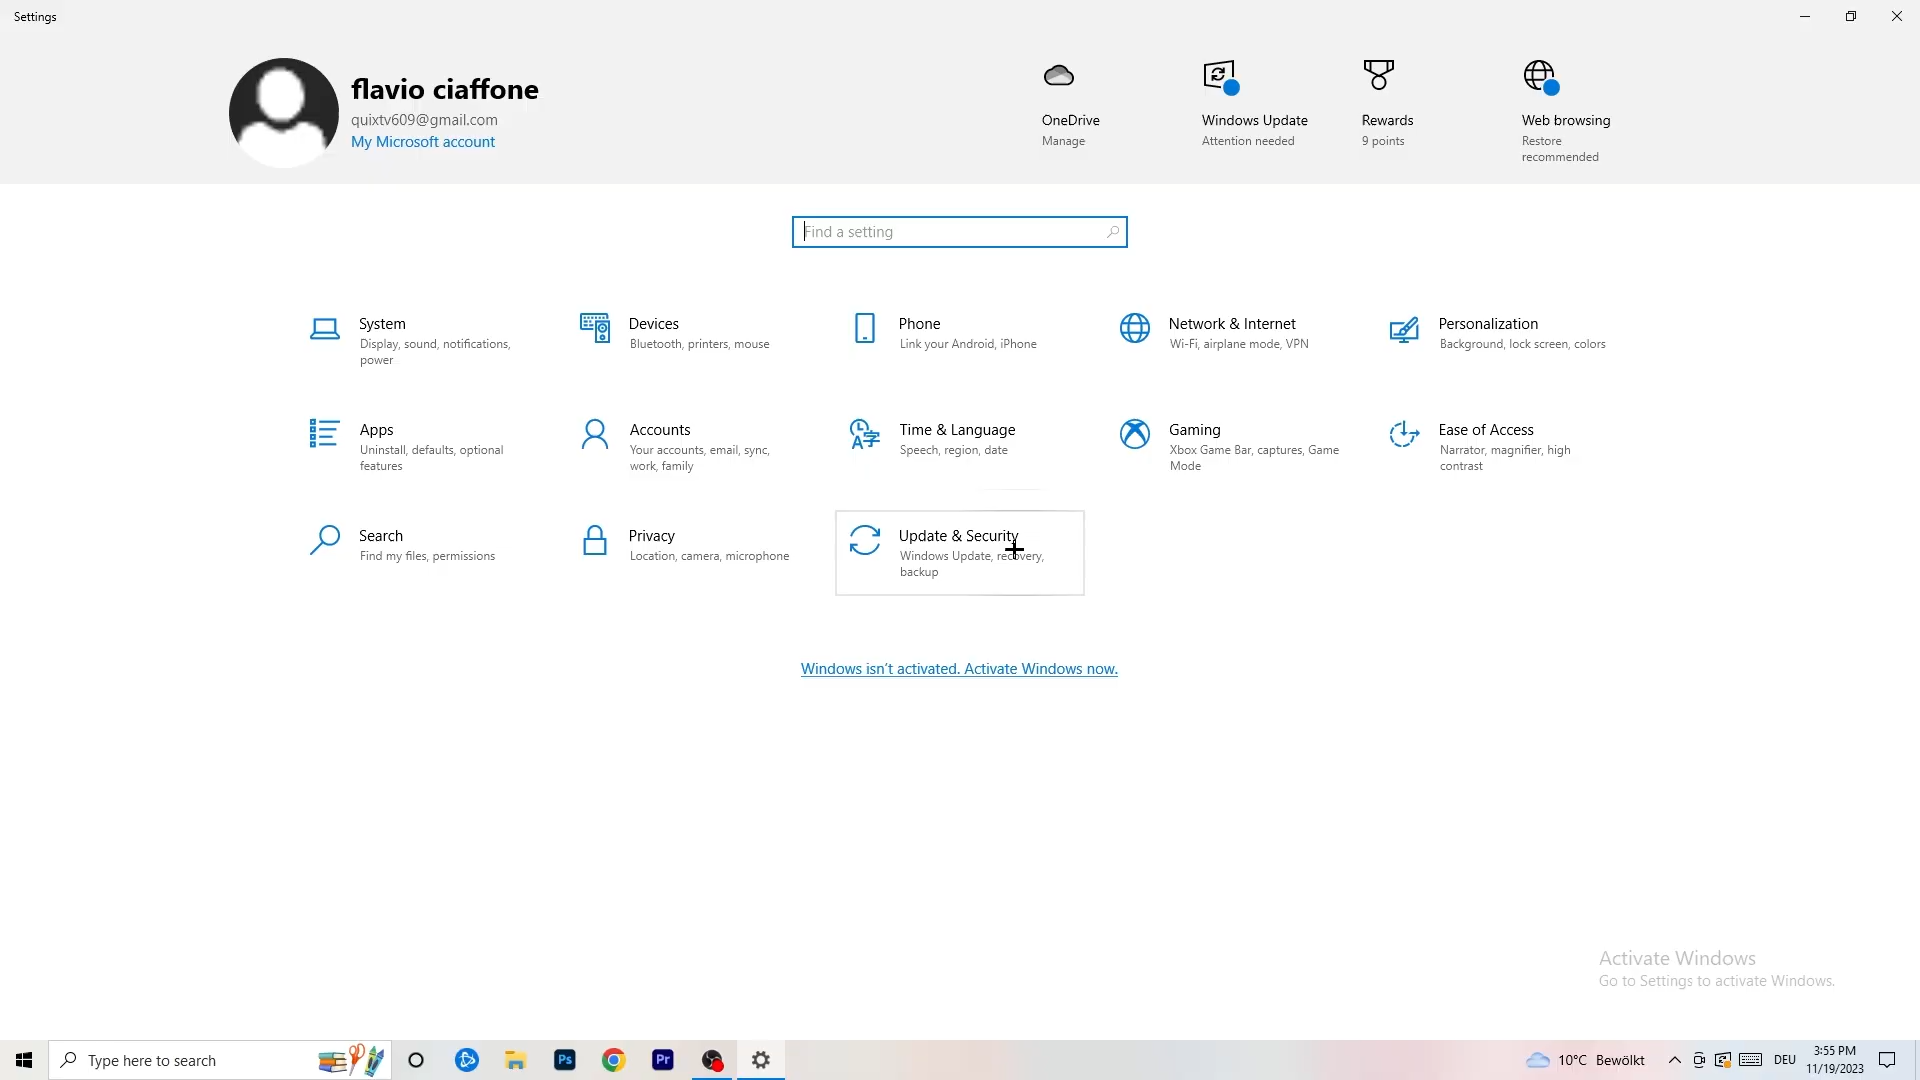 Settings
flavio ciaffone
quixtv609@gmail.com
My Microsoft account
OneDrive
Manage
Windows Update
Attention needed
Rewards
9 points
Web browsing
Restore
recommended
Find a setting
System
Display, sound, notifications,
power
Devices
Bluetooth, printers, mouse
Phone
Link your Android, iPhone
Network & Internet
Wi-Fi, airplane mode, VPN
Personalization
Background, lock screen, colors
Apps
Uninstall, defaults, optional
features
Accounts
Your accounts, email, sync,
work, family
Time & Language
Speech, region, date
Gaming
Xbox Game Bar, captures, Game
Mode
Ease of Access
Narrator, magnifier, high
contrast
Search
Find my files, permissions
Privacy
Location, camera, microphone
Update & Security
Windows Update, recovery,
backup
Windows isn't activated. Activate Windows now.
Activate Windows
Go to Settings to activate Windows.
Type here to search
Ps
Pr
10°C Bewölkt
DEU
3:55 PM
11/19/2023